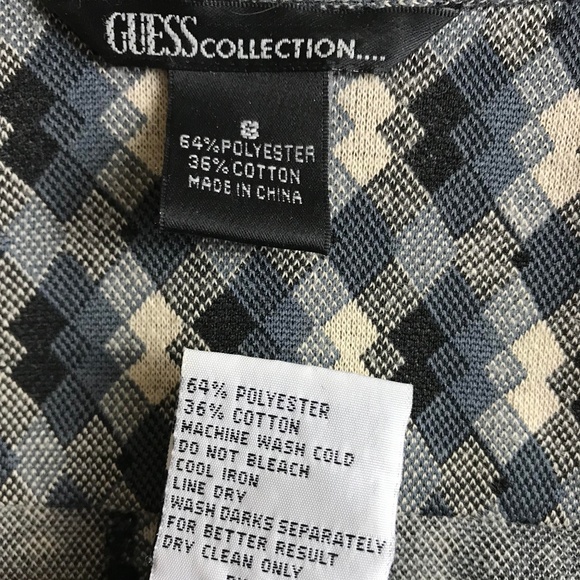 GUESS COLLECTION....
64% POLYESTER
36% COTTON
MADE IN CHINA
64% POLYESTER
36% COTTON
MACHINE WASH COLD
DO NOT BLEACH
COOL IRON
LINE DRY
WASH DARKS SEPARATELY
FOR BETTER RESULT
DRY CLEAN ONLY